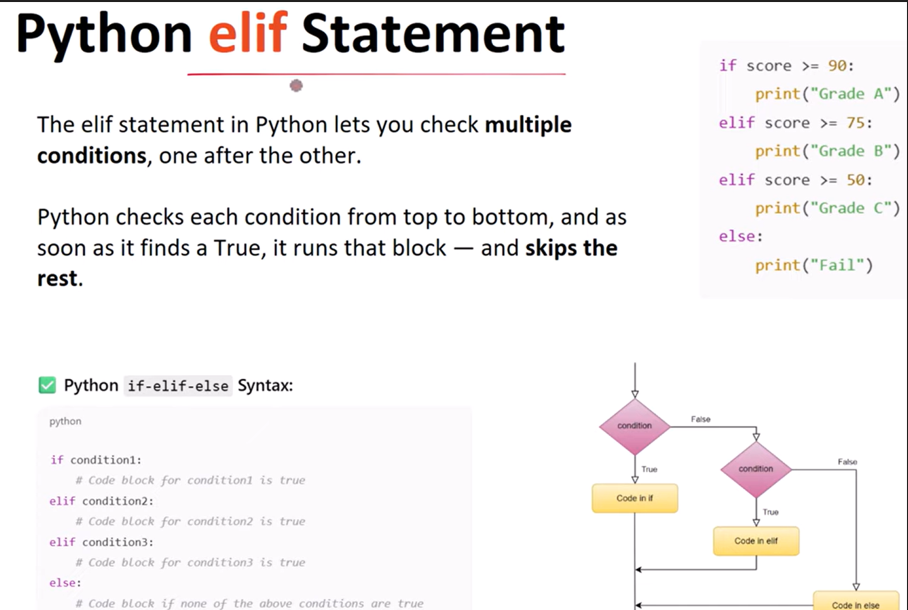 Python elif Statement
The elif statement in Python lets you check multiple
conditions, one after the other.
Python checks each condition from top to bottom, and as
soon as it finds a True, it runs that block — and skips the
rest.
if score >= 90:
print("Grade A")
elif score >= 75:
print("Grade B")
elif score >= 50:
print("Grade C")
else:
print("Fail")
✅ Python if-elif-else Syntax:
python
if condition1:
# Code block for condition1 is true
elif condition2:
# Code block for condition2 is true
elif condition3:
# Code block for condition3 is true
else:
# Code block if none of the above conditions are true
condition
False
True
Code in if
condition
False
True
Code in elif
Code in else